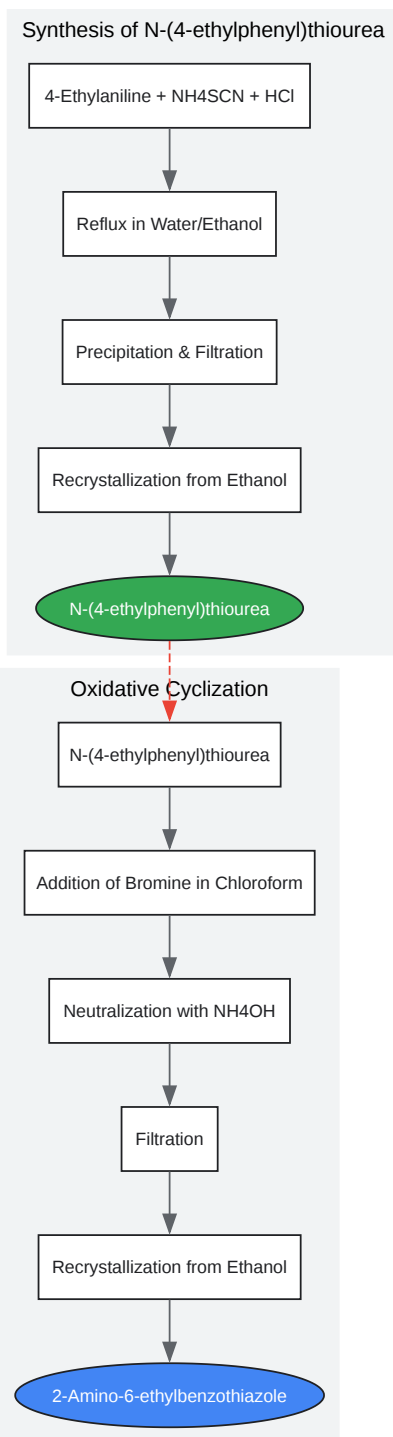 Synthesis of N-(4-ethylphenyl)thiourea
4-Ethylaniline + NH4SCN + HCl
Reflux in Water/Ethanol
Precipitation & Filtration
Recrystallization from Ethanol
N-(4-ethylphenyl)thiourea
Oxidative Cyclization
N-(4-ethylphenyl)thiourea
Addition of Bromine in Chloroform
Neutralization with NH4OH
Filtration
Recrystallization from Ethanol
2-Amino-6-ethylbenzothiazole